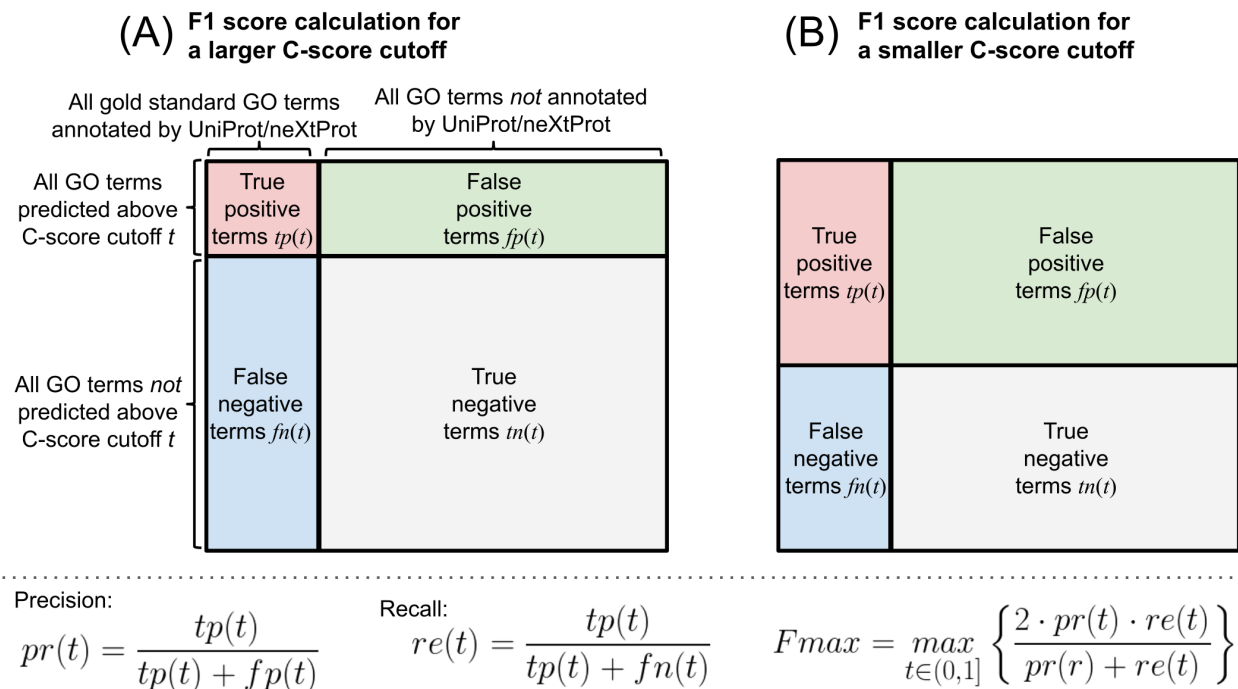 (A) F1 score calculation for
a larger C-score cutoff
All gold standard GO terms
annotated by UniProt/neXtProt
All GO terms not annotated
by UniProt/neXtProt
All GO terms
predicted above
C-score cutoff t
True
positive
terms tp(t)
False
positive
terms fp(t)
All GO terms not
predicted above
C-score cutoff t
False
negative
terms fn(t)
True
negative
terms tn(t)
(B) F1 score calculation for
a smaller C-score cutoff
True
positive
terms tp(t)
False
positive
terms fp(t)
False
negative
terms fn(t)
True
negative
terms tn(t)
Precision:
pr(t) = tp(t) / tp(t) + fp(t)
Recall:
re(t) = tp(t) / tp(t) + fn(t)
Fmax = max t∈(0,1] { 2 · pr(t) · re(t) / pr(r) + re(t) }